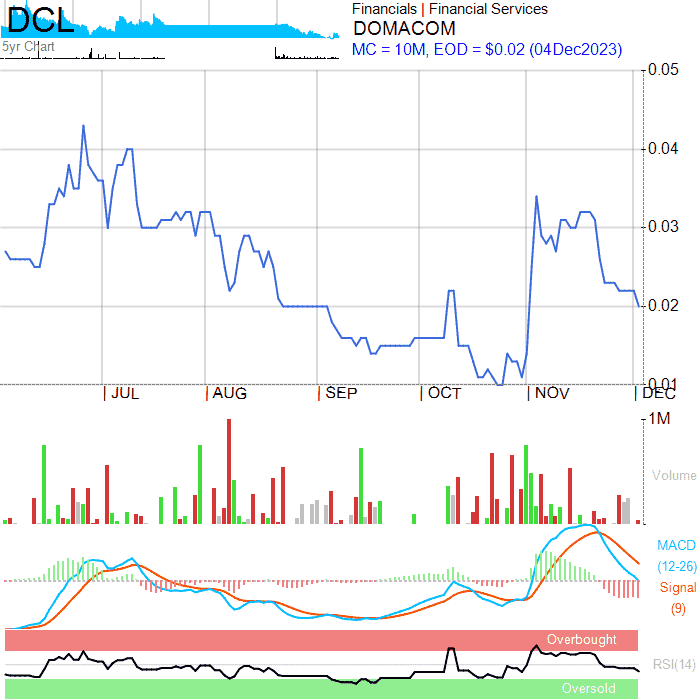 DCL
Financials | Financial Services
DOMACOM
5yr Chart
MC = 10M, EOD = $0.02 (04Dec2023)
0.05
0.04
0.03
0.02
0.01
JUL AUG SEP OCT NOV DEC
1M
Volume
MACD
(12-26)
Signal
(9)
Overbought
RSI(14)
Oversold